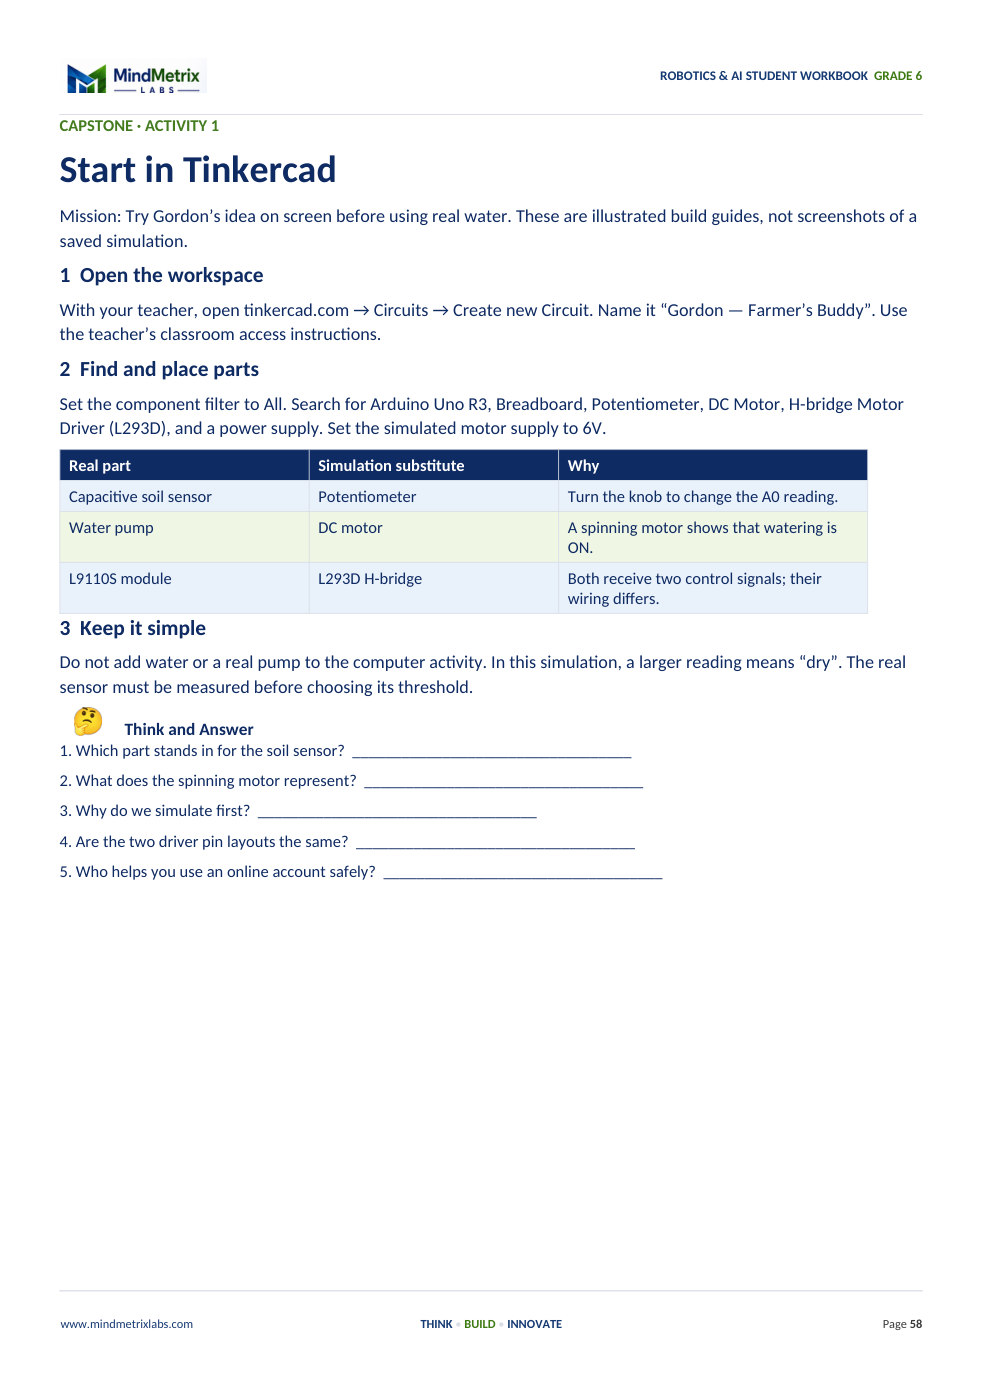 MindMetrix
LABS
ROBOTICS & AI STUDENT WORKBOOK GRADE 6
CAPSTONE · ACTIVITY 1
Start in Tinkercad
Mission: Try Gordon’s idea on screen before using real water. These are illustrated build guides, not screenshots of a
saved simulation.
1 Open the workspace
With your teacher, open tinkercad.com → Circuits → Create new Circuit. Name it “Gordon — Farmer’s Buddy”. Use
the teacher’s classroom access instructions.
2 Find and place parts
Set the component filter to All. Search for Arduino Uno R3, Breadboard, Potentiometer, DC Motor, H-bridge Motor
Driver (L293D), and a power supply. Set the simulated motor supply to 6V.
Real part Simulation substitute Why
Capacitive soil sensor Potentiometer Turn the knob to change the A0 reading.
Water pump DC motor A spinning motor shows that watering is
ON.
L9110S module L293D H-bridge Both receive two control signals; their
wiring differs.
3 Keep it simple
Do not add water or a real pump to the computer activity. In this simulation, a larger reading means “dry”. The real
sensor must be measured before choosing its threshold.
Think and Answer
1. Which part stands in for the soil sensor? _________________________________
2. What does the spinning motor represent? _________________________________
3. Why do we simulate first? _________________________________
4. Are the two driver pin layouts the same? _________________________________
5. Who helps you use an online account safely? _________________________________
www.mindmetrixlabs.com THINK • BUILD • INNOVATE Page 58